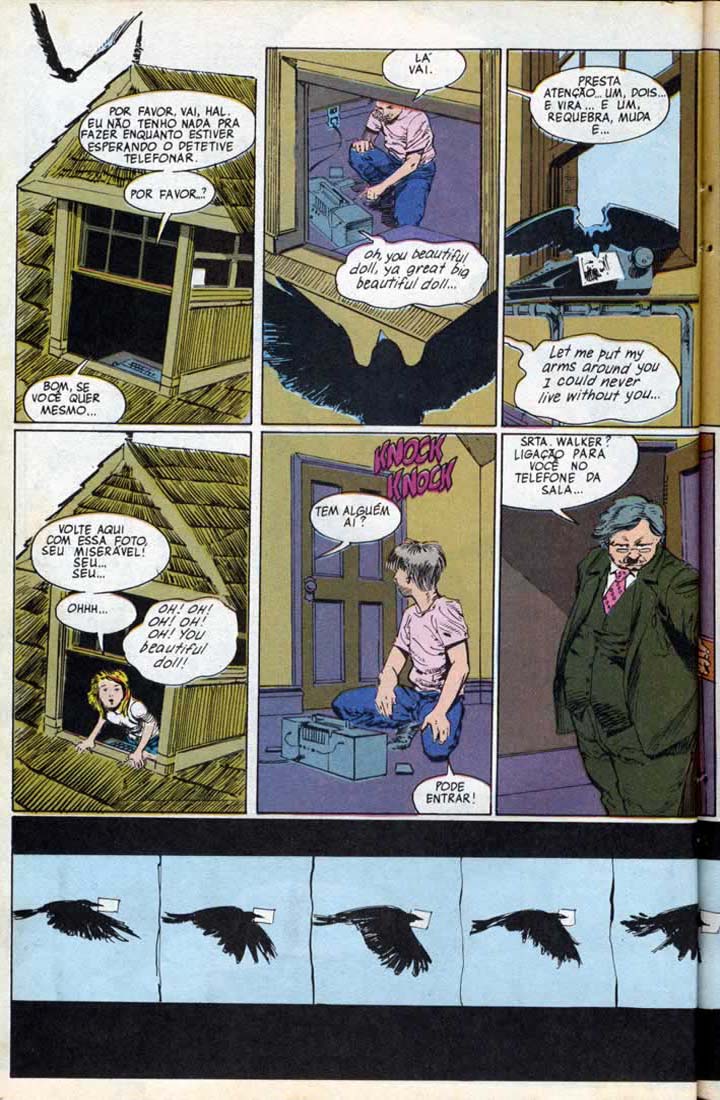 POR FAVOR, VAI, HAL.
EU NÃO TENHO NADA PRA
FAZER ENQUANTO ESTIVER
ESPERANDO O DETETIVE
TELEFONAR.
POR FAVOR..?
BOM, SE
VOCÊ QUER
MESMO...
LÁ
VAI.
oh, you beautiful
doll, ya great big
beautiful doll...
PRESTA
ATENÇÃO... UM, DOIS...
E VIRA... E UM,
REQUEBRA, MUDA
E...
Let me put my
arms around you
I could never
live without you...
VOLTE AQUI
COM ESSA FOTO,
SEU MISERÁVEL!
SEU...
SEU...
OHHH...
OH! OH!
OH! OH!
OH! YOU
beautiful
doll!
KNOCK
KNOCK
TEM ALGUÉM
AÍ?
PODE
ENTRAR!
SRTA. WALKER?
LIGAÇÃO PARA
VOCÊ NO
TELEFONE DA
SALA...